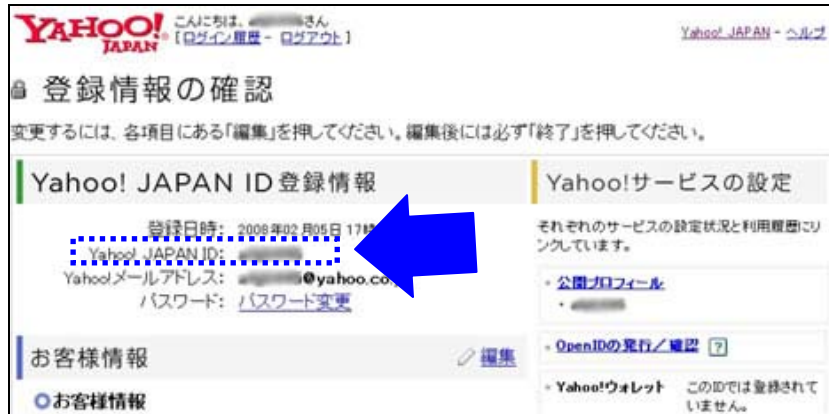 YAHOO! JAPAN
こんにちは、さん
[ログイン履歴 - ログアウト]
Yahoo! JAPAN - ヘルプ
登録情報の確認
変更するには、各項目にある「編集」を押してください。編集後には必ず「終了」を押してください。
Yahoo! JAPAN ID登録情報
登録日時: 2008年02月05日 17時
Yahoo! JAPAN ID:
Yahoo!メールアドレス: @yahoo.co.
パスワード: パスワード変更
お客様情報
編集
お客様情報
Yahoo!サービスの設定
それぞれのサービスの設定状況と利用履歴にリ
ンクしています。
・公開プロフィール
・OpenIDの発行／確認 [?]
・Yahoo!ウォレット このIDでは登録されて
いません。